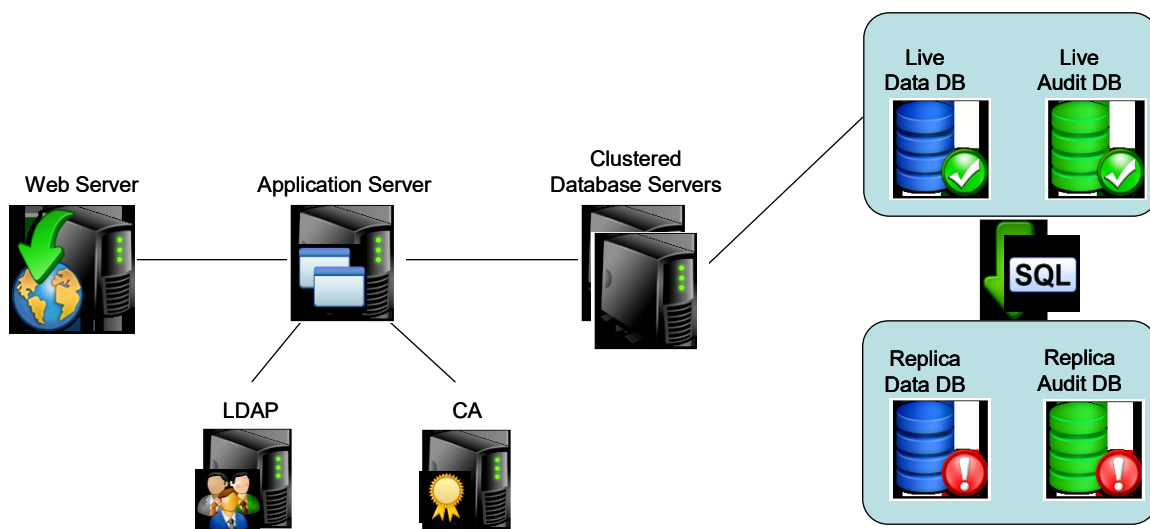 Live
Data DB
Live
Audit DB
Web Server
Application Server
Clustered
Database Servers
SQL
LDAP
CA
Replica
Data DB
Replica
Audit DB